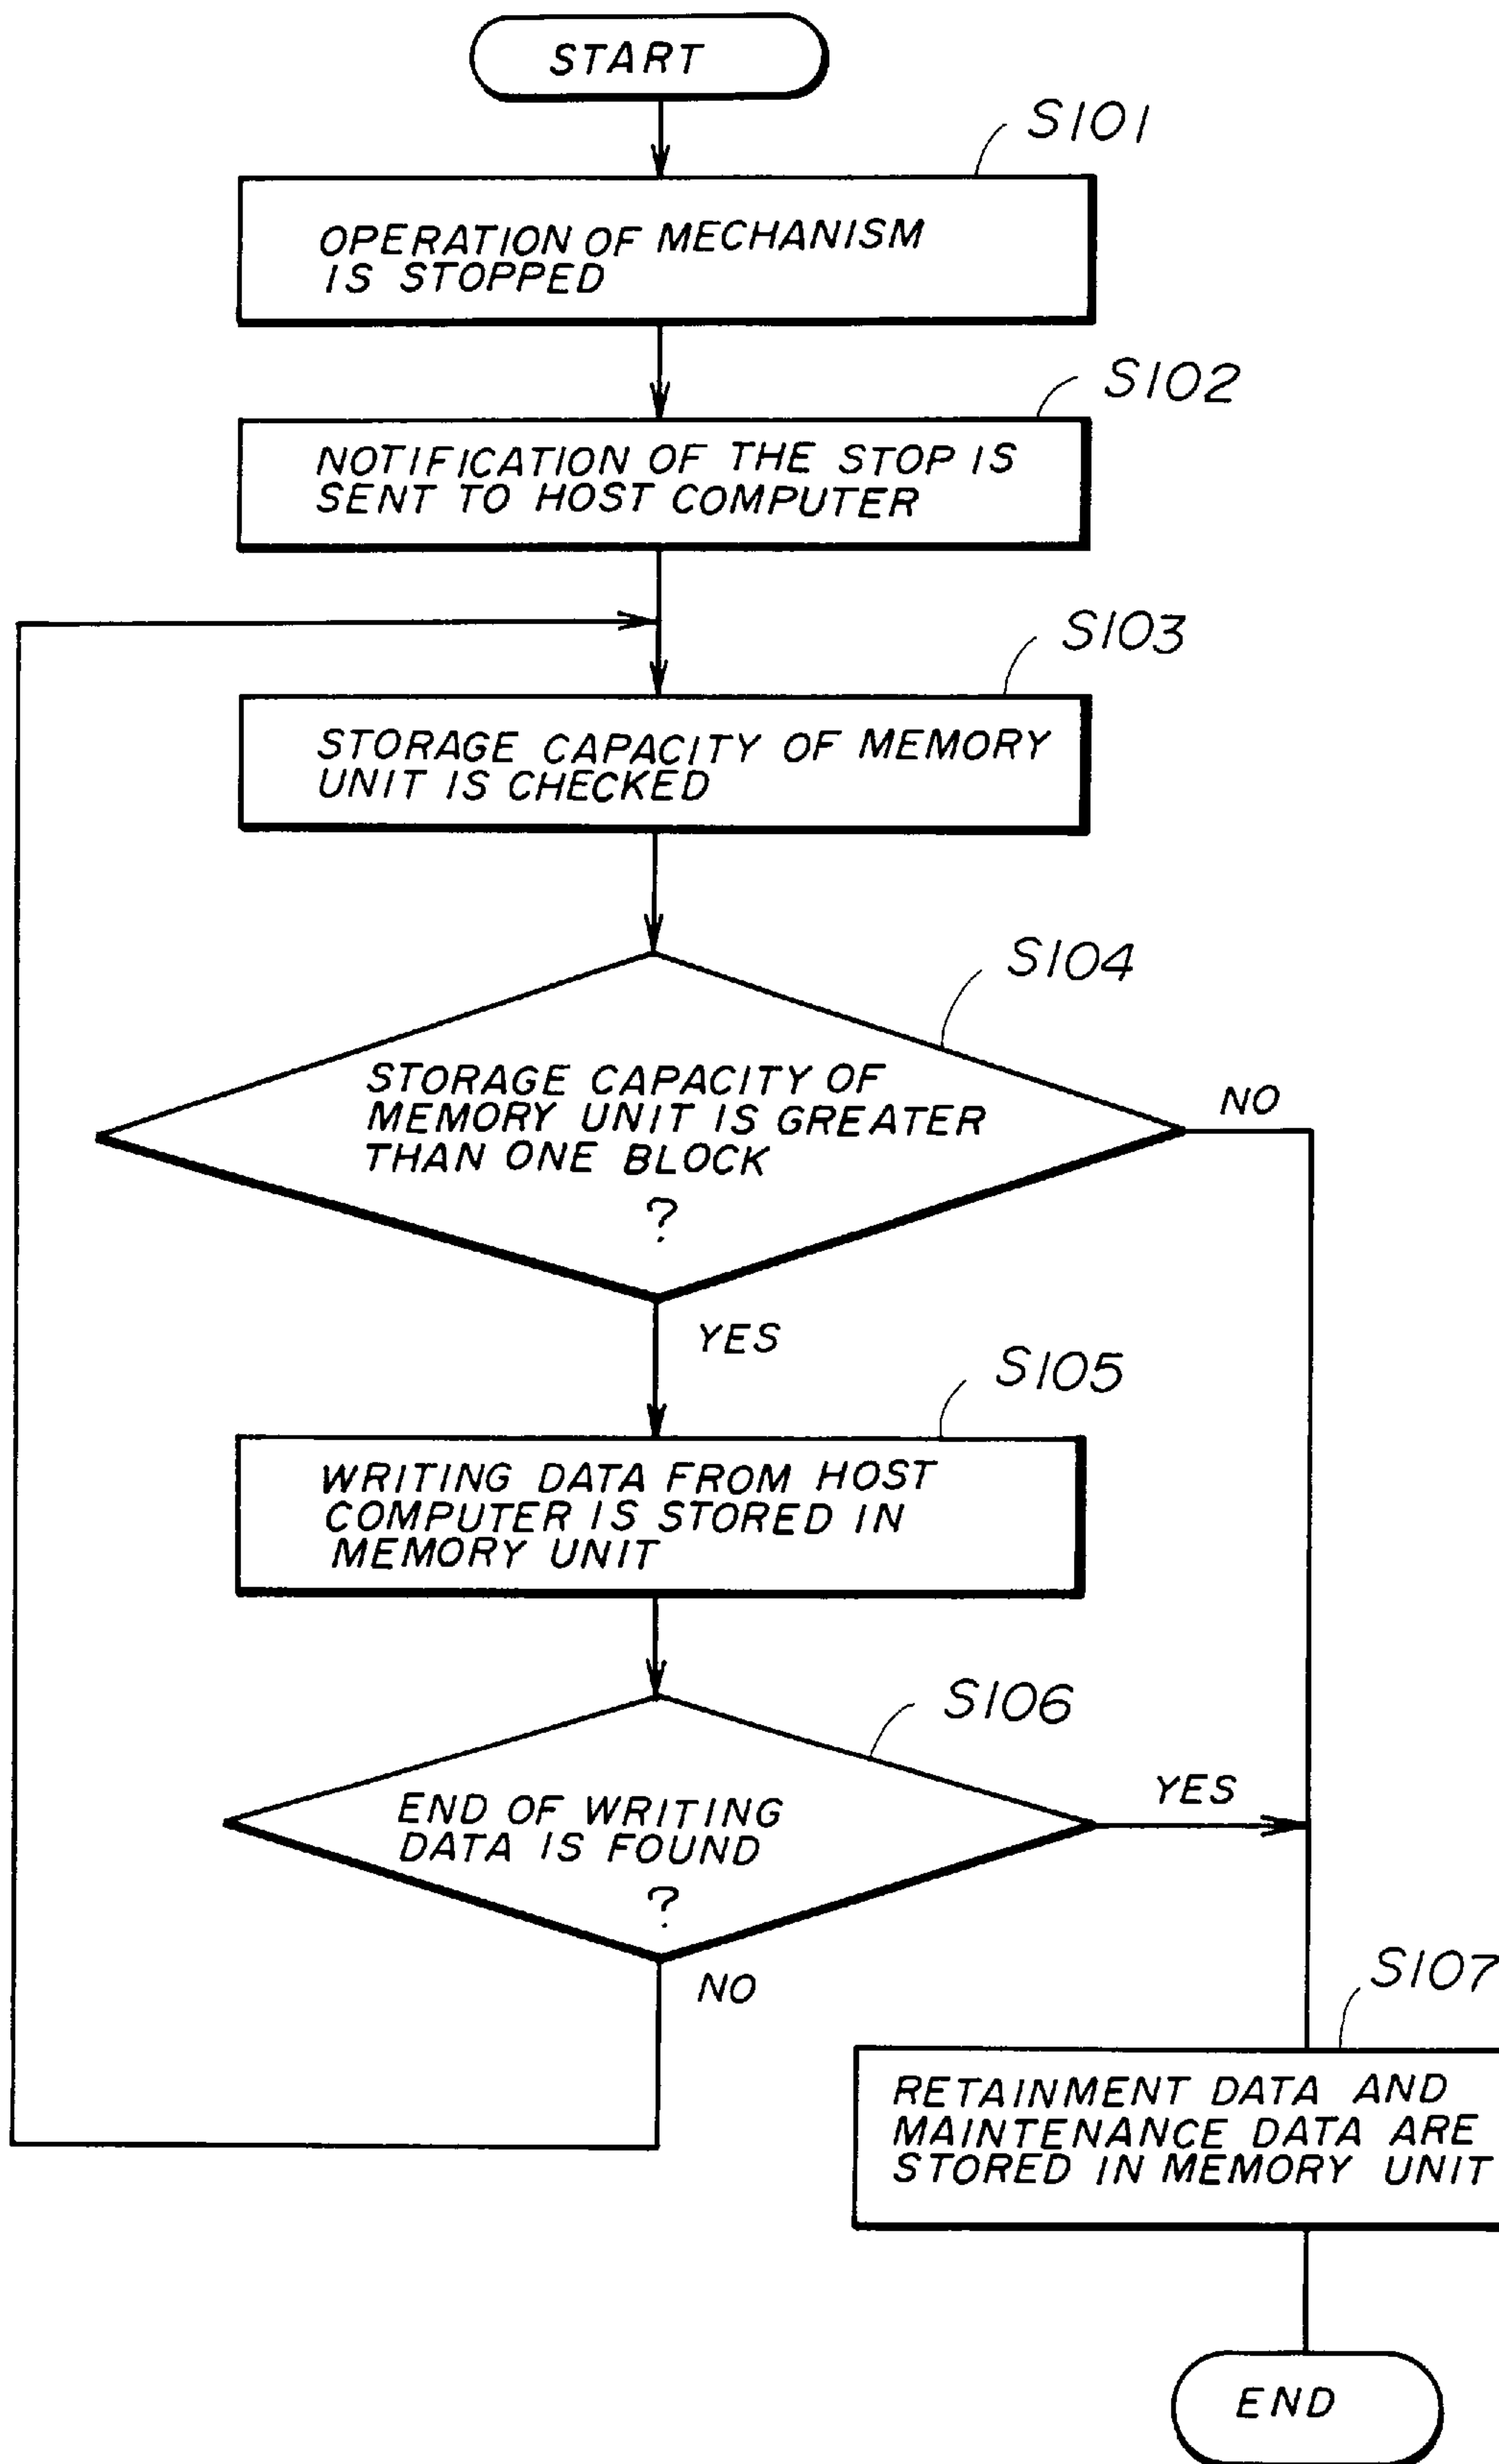 START
S101
OPERATION OF MECHANISM
IS STOPPED
S102
NOTIFICATION OF THE STOP IS
SENT TO HOST COMPUTER
S103
STORAGE CAPACITY OF MEMORY
UNIT IS CHECKED
S104
STORAGE CAPACITY OF
MEMORY UNIT IS GREATER
THAN ONE BLOCK
?
NO
YES
S105
WRITING DATA FROM HOST
COMPUTER IS STORED IN
MEMORY UNIT
S106
END OF WRITING
DATA IS FOUND
?
YES
NO
S107
RETAINMENT DATA AND
MAINTENANCE DATA ARE
STORED IN MEMORY UNIT
END